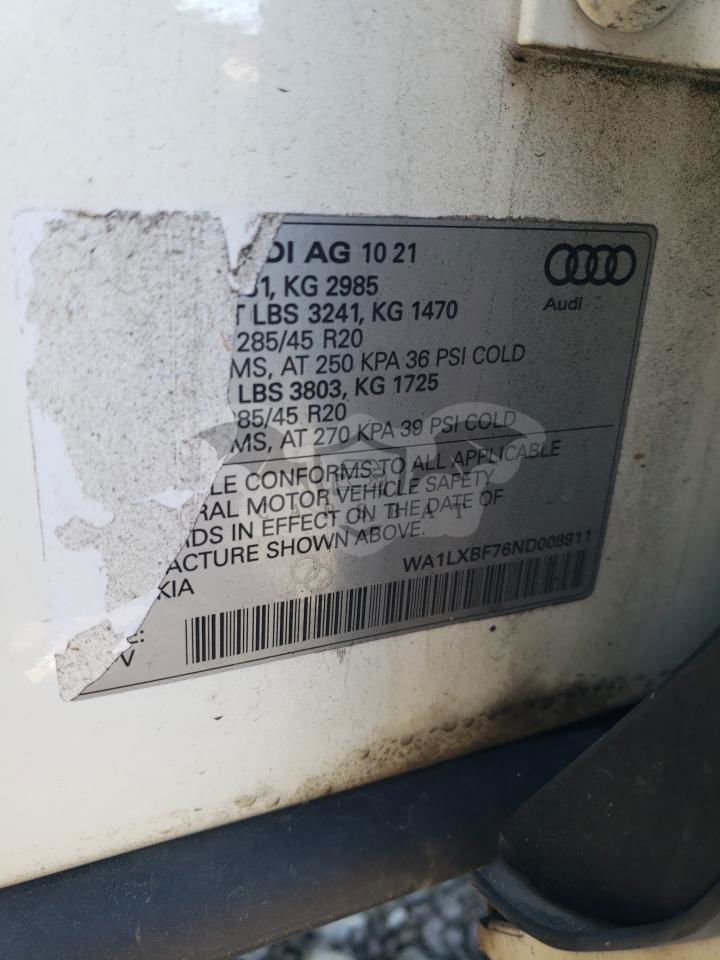 DI AG 10 21
Audi
1, KG 2985
T LBS 3241, KG 1470
285/45 R20
MS, AT 250 KPA 36 PSI COLD
LBS 3803, KG 1725
85/45 R20
MS, AT 270 KPA 39 PSI COLD
LE CONFORMS TO ALL APPLICABLE
RAL MOTOR VEHICLE SAFETY
DS IN EFFECT ON THE DATE OF
ACTURE SHOWN ABOVE.
WA1LXBF76ND003911
KIA
V